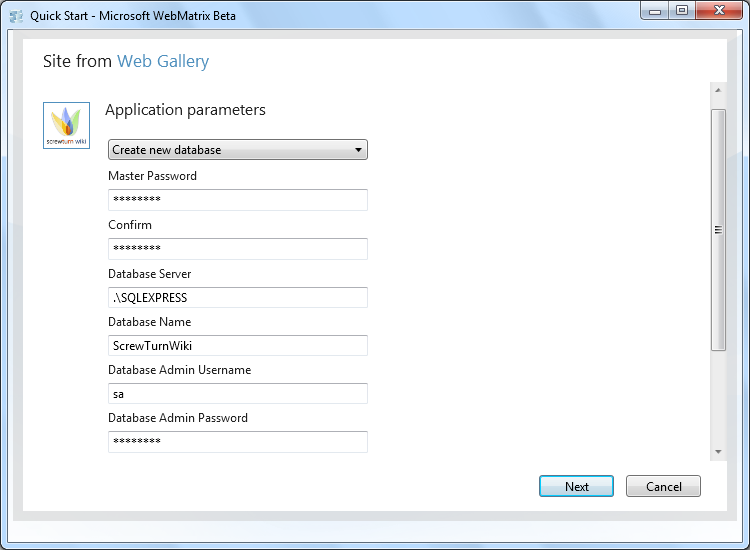 Quick Start - Microsoft WebMatrix Beta
Site from Web Gallery
screwturn wiki
Application parameters
Create new database
Master Password
********
Confirm
********
Database Server
.\SQLEXPRESS
Database Name
ScrewTurnWiki
Database Admin Username
sa
Database Admin Password
********
Next
Cancel